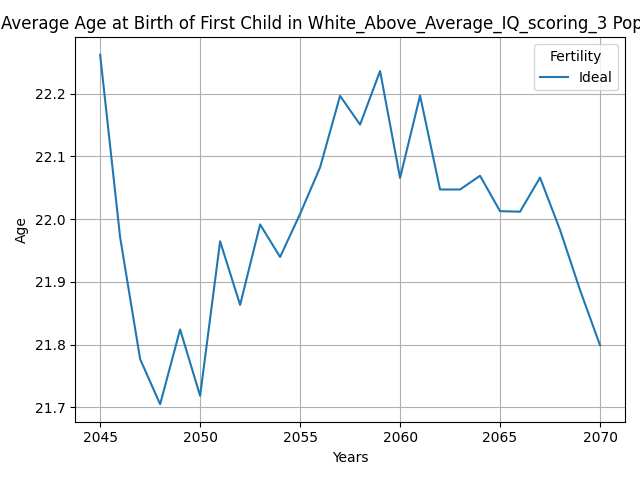 Average Age at Birth of First Child in White_Above_Average_IQ_scoring_3 Pop
Fertility
Ideal
22.2
22.1
22.0
21.9
21.8
21.7
Age
2045 2050 2055 2060 2065 2070
Years